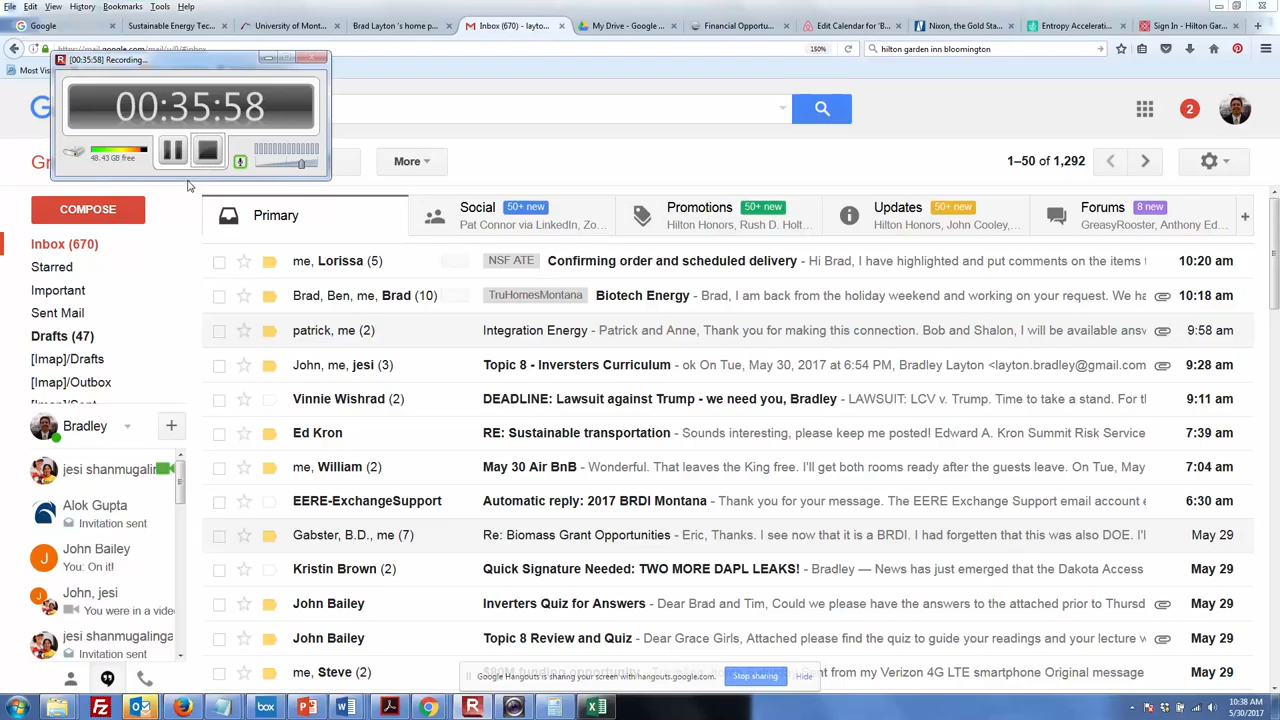 File Edit View History Bookmarks Tools Help
Google
Sustainable Energy Tec...
University of Mont...
Brad Layton 's home p...
Inbox (670) - layto...
My Drive - Google ...
Financial Opportu...
Edit Calendar for 'B...
Nixon, the Gold Sta...
Entropy Accelerati...
Sign In - Hilton Gar...
150%
hilton garden inn bloomington
Most Vis
[00:35:58] Recording...
00:35:58
48.43 GB free
More
2
1–50 of 1,292
COMPOSE
Inbox (670)
Starred
Important
Sent Mail
Drafts (47)
[Imap]/Drafts
[Imap]/Outbox
Bradley
jesi shanmugalin
Alok Gupta
Invitation sent
John Bailey
You: On it!
John, jesi
You were in a vide
jesi shanmugalinga
Invitation sent
Primary
Social 50+ new
Pat Connor via LinkedIn, Zo...
Promotions 50+ new
Hilton Honors, Rush D. Holt...
Updates 50+ new
Hilton Honors, John Cooley,...
Forums 8 new
GreasyRooster, Anthony Ed...
me, Lorissa (5) NSF ATE Confirming order and scheduled delivery - Hi Brad, I have highlighted and put comments on the items t 10:20 am
Brad, Ben, me, Brad (10) TruHomesMontana Biotech Energy - Brad, I am back from the holiday weekend and working on your request. We ha 10:18 am
patrick, me (2) Integration Energy - Patrick and Anne, Thank you for making this connection. Bob and Shalon, I will be available answ 9:58 am
John, me, jesi (3) Topic 8 - Inversters Curriculum - ok On Tue, May 30, 2017 at 6:54 PM, Bradley Layton <layton.bradley@gmail.com 9:28 am
Vinnie Wishrad (2) DEADLINE: Lawsuit against Trump - we need you, Bradley - LAWSUIT: LCV v. Trump. Time to take a stand. For t 9:11 am
Ed Kron RE: Sustainable transportation - Sounds interesting, please keep me posted! Edward A. Kron Summit Risk Service 7:39 am
me, William (2) May 30 Air BnB - Wonderful. That leaves the King free. I'll get both rooms ready after the guests leave. On Tue, May 7:04 am
EERE-ExchangeSupport Automatic reply: 2017 BRDI Montana - Thank you for your message. The EERE Exchange Support email account e 6:30 am
Gabster, B.D., me (7) Re: Biomass Grant Opportunities - Eric, Thanks. I see now that it is a BRDI. I had forgetten that this was also DOE. I'l May 29
Kristin Brown (2) Quick Signature Needed: TWO MORE DAPL LEAKS! - Bradley — News has just emerged that the Dakota Access May 29
John Bailey Inverters Quiz for Answers - Dear Brad and Tim, Could we please have the answers to the attached prior to Thursd May 29
John Bailey Topic 8 Review and Quiz - Dear Grace Girls, Attached please find the quiz to guide your readings and your lecture w May 29
me, Steve (2) $80M funding opportunity - Sent from my Verizon 4G LTE smartphone Original message May 29
Google Hangouts is sharing your screen with hangouts.google.com. Stop sharing Hide
10:38 AM
5/30/2017